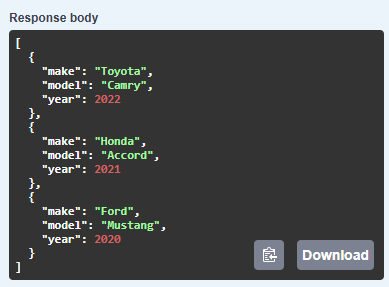 Response body
[
  {
    "make": "Toyota",
    "model": "Camry",
    "year": 2022
  },
  {
    "make": "Honda",
    "model": "Accord",
    "year": 2021
  },
  {
    "make": "Ford",
    "model": "Mustang",
    "year": 2020
  }
]
Download